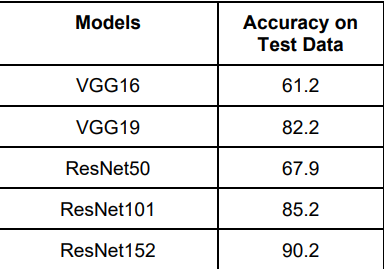 Models Accuracy on
Test Data
VGG16 61.2
VGG19 82.2
ResNet50 67.9
ResNet101 85.2
ResNet152 90.2